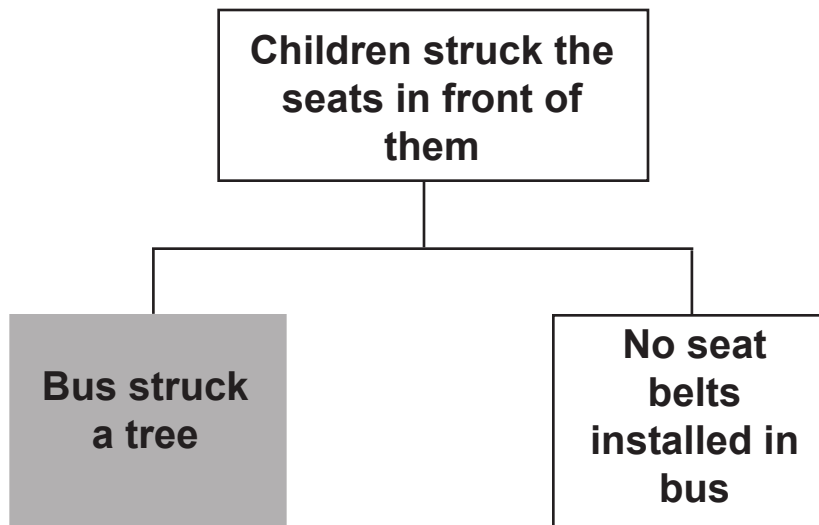 Children struck the
seats in front of
them
Bus struck
a tree
No seat
belts
installed in
bus